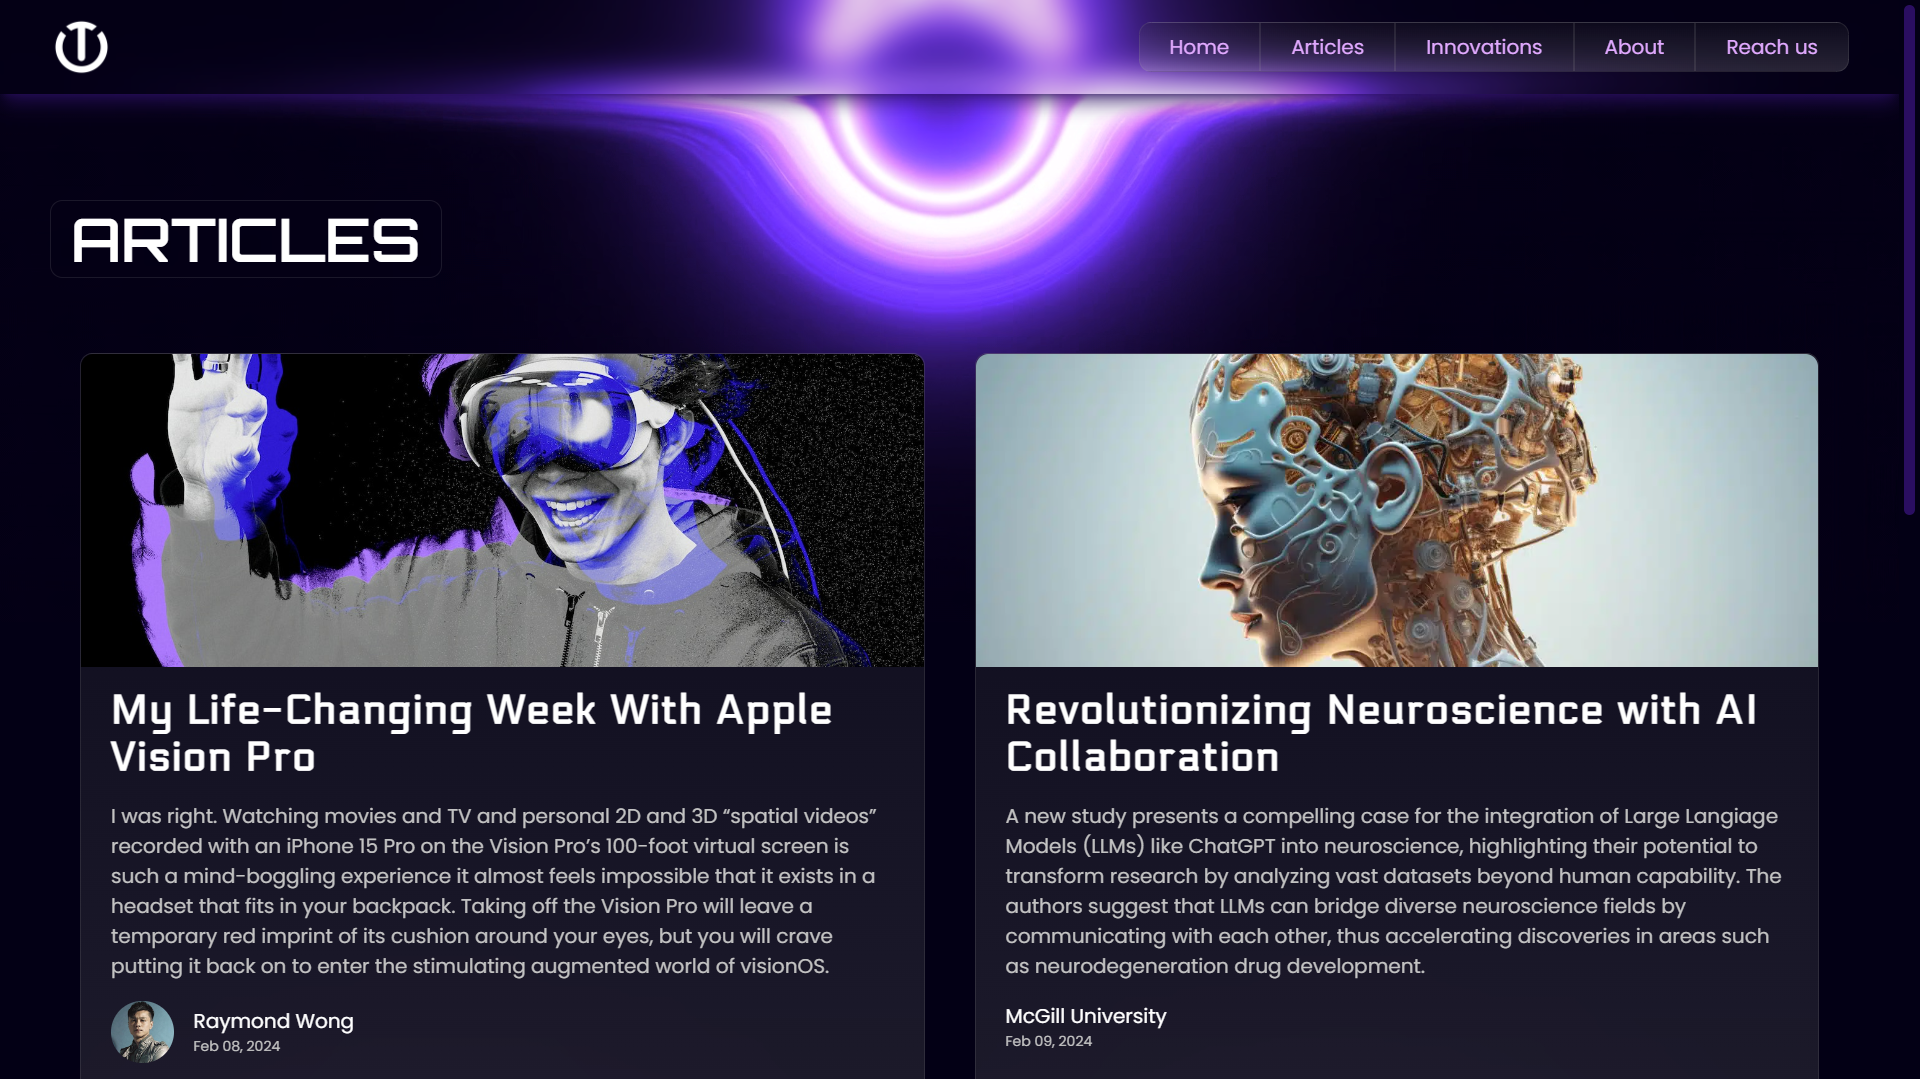 Home
Articles
Innovations
About
Reach us
ARTICLES
My Life-Changing Week With Apple
Vision Pro
I was right. Watching movies and TV and personal 2D and 3D “spatial videos”
recorded with an iPhone 15 Pro on the Vision Pro’s 100-foot virtual screen is
such a mind-boggling experience it almost feels impossible that it exists in a
headset that fits in your backpack. Taking off the Vision Pro will leave a
temporary red imprint of its cushion around your eyes, but you will crave
putting it back on to enter the stimulating augmented world of visionOS.
Raymond Wong
Feb 08, 2024
Revolutionizing Neuroscience with AI
Collaboration
A new study presents a compelling case for the integration of Large Langiage
Models (LLMs) like ChatGPT into neuroscience, highlighting their potential to
transform research by analyzing vast datasets beyond human capability. The
authors suggest that LLMs can bridge diverse neuroscience fields by
communicating with each other, thus accelerating discoveries in areas such
as neurodegeneration drug development.
McGill University
Feb 09, 2024